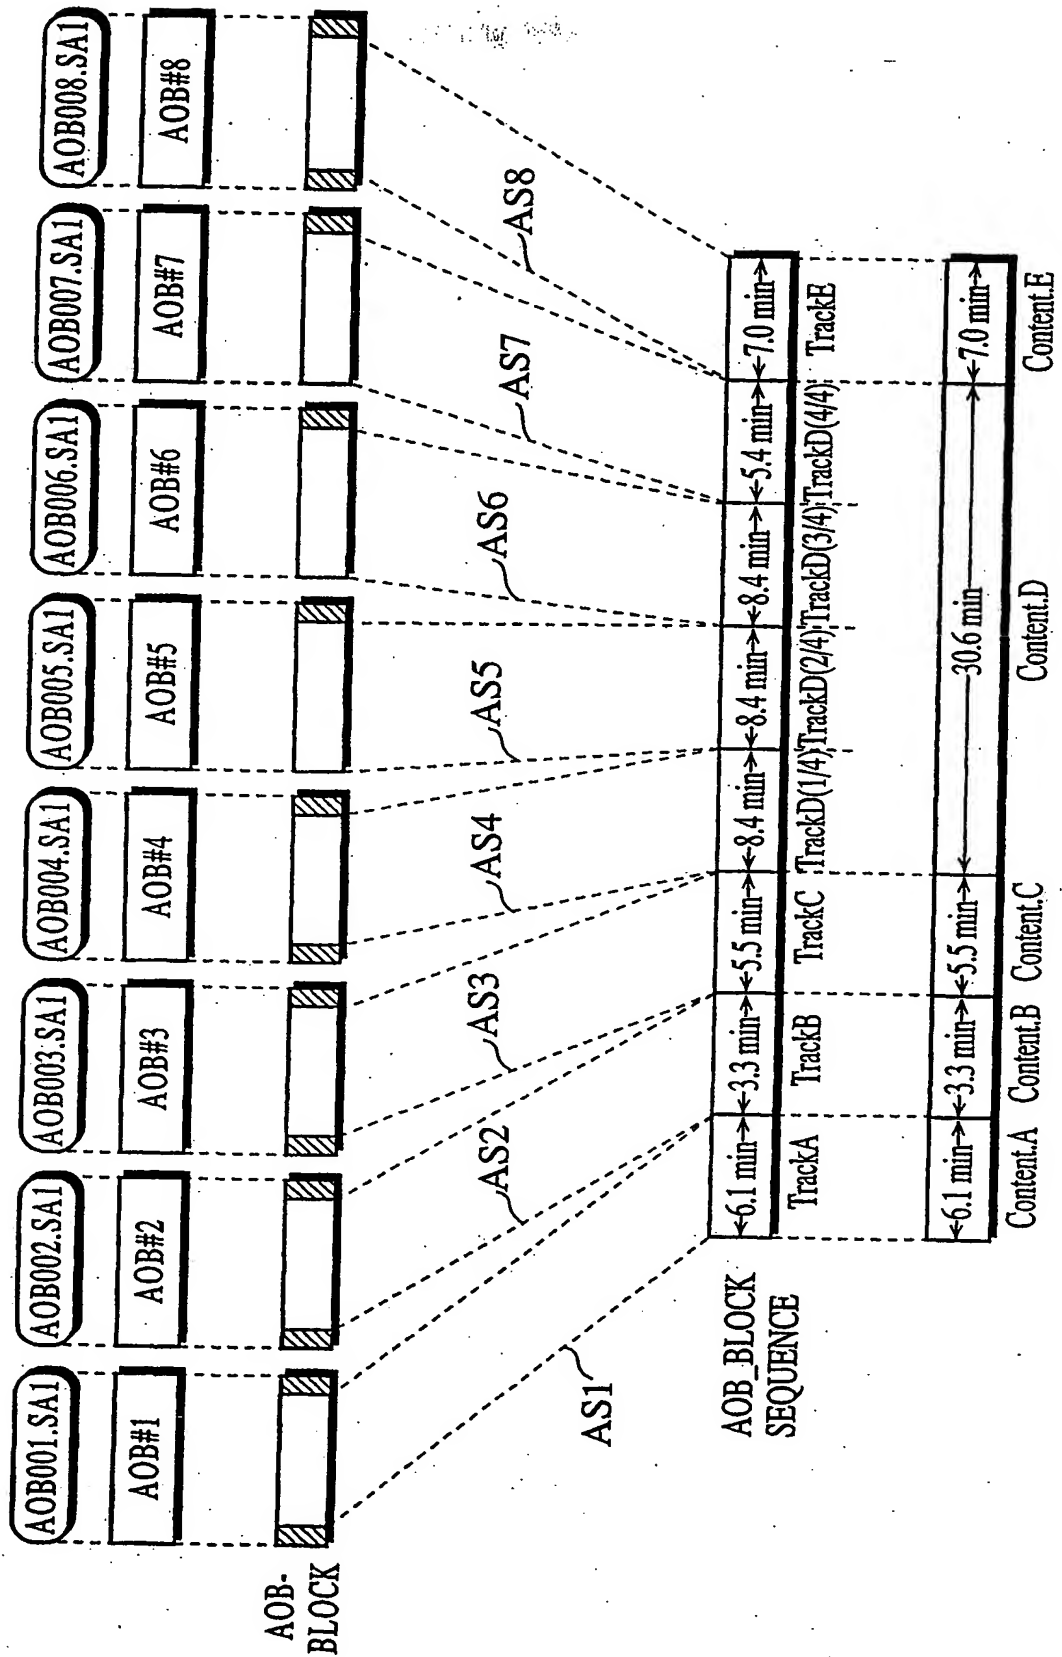 AOB001.SA1 AOB002.SA1 AOB003.SA1 AOB004.SA1 AOB005.SA1 AOB006.SA1 AOB007.SA1 AOB008.SA1
AOB#1 AOB#2 AOB#3 AOB#4 AOB#5 AOB#6 AOB#7 AOB#8
AOB-
BLOCK
AS1 AS2 AS3 AS4 AS5 AS6 AS7 AS8
AOB_BLOCK
SEQUENCE
6.1 min 3.3 min 5.5 min 8.4 min 8.4 min 8.4 min 5.4 min 7.0 min
TrackA TrackB TrackC TrackD(1/4) TrackD(2/4) TrackD(3/4) TrackD(4/4) TrackE
6.1 min 3.3 min 5.5 min 30.6 min 7.0 min
Content.A Content.B Content.C Content.D Content.E